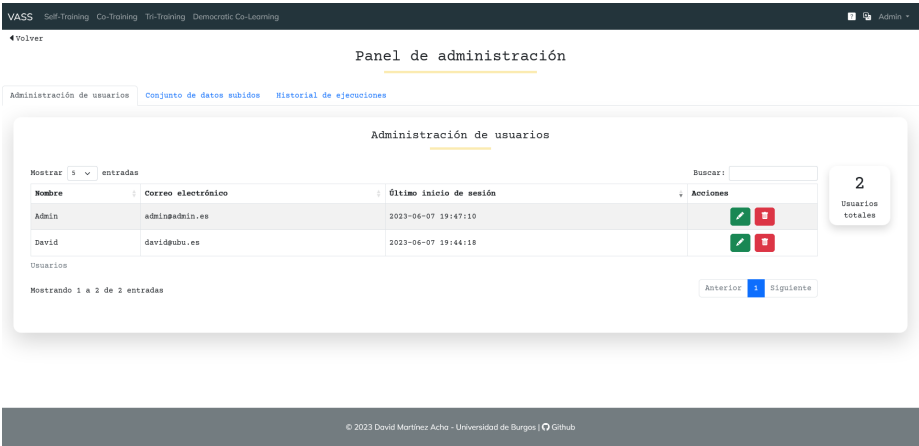 VASS Self-Training Co-Training Tri-Training Democratic Co-Learning Admin
Volver
Panel de administración
Administración de usuarios Conjunto de datos subidos Historial de ejecuciones
Administración de usuarios
Mostrar 5 entradas Buscar:
Nombre Correo electrónico Último inicio de sesión Acciones
Admin admin@admin.es 2023-06-07 19:47:10
David david@ubu.es 2023-06-07 19:44:18
Usuarios
Mostrando 1 a 2 de 2 entradas
Anterior 1 Siguiente
2
Usuarios
totales
© 2023 David Martínez Acha - Universidad de Burgos | Github